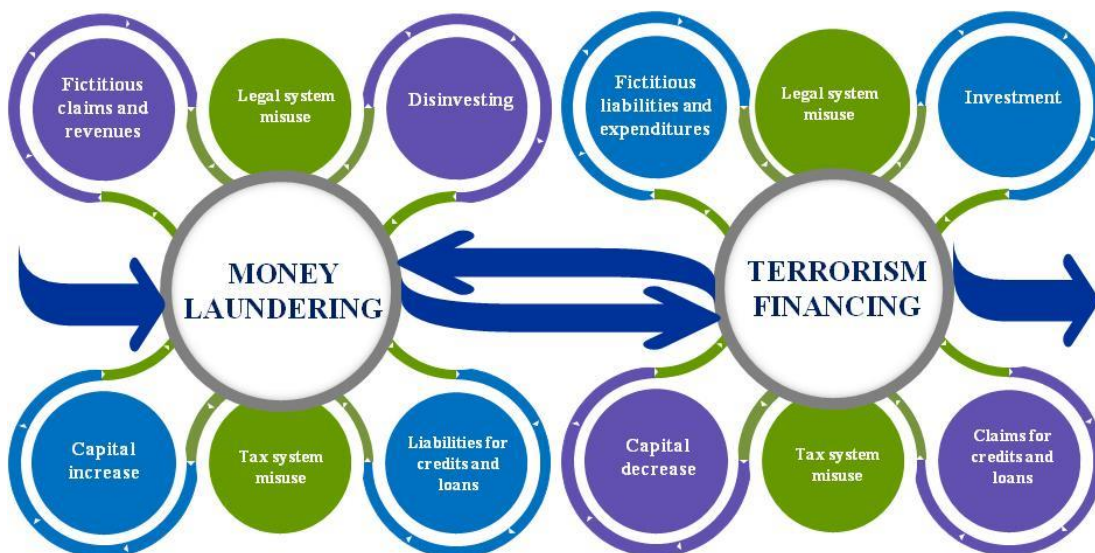 Fictitious
claims and
revenues
Legal system
misuse
Disinvesting
Fictitious
liabilities and
expenditures
Legal system
misuse
Investment
MONEY
LAUNDERING
TERRORISM
FINANCING
Capital
increase
Tax system
misuse
Liabilities for
credits and
loans
Capital
decrease
Tax system
misuse
Claims for
credits and
loans